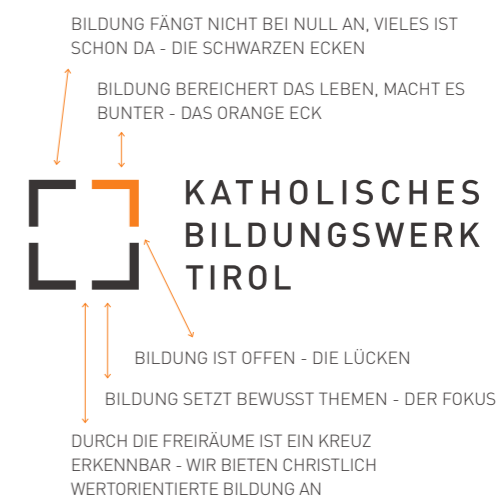 BILDUNG FÄNGT NICHT BEI NULL AN, VIELES IST
SCHON DA - DIE SCHWARZEN ECKEN
BILDUNG BEREICHERT DAS LEBEN, MACHT ES
BUNTER - DAS ORANGE ECK
KATHOLISCHES
BILDUNGSWERK
TIROL
BILDUNG IST OFFEN - DIE LÜCKEN
BILDUNG SETZT BEWUSST THEMEN - DER FOKUS
DURCH DIE FREIRÄUME IST EIN KREUZ
ERKENNBAR - WIR BIETEN CHRISTLICH
WERTORIENTIERTE BILDUNG AN